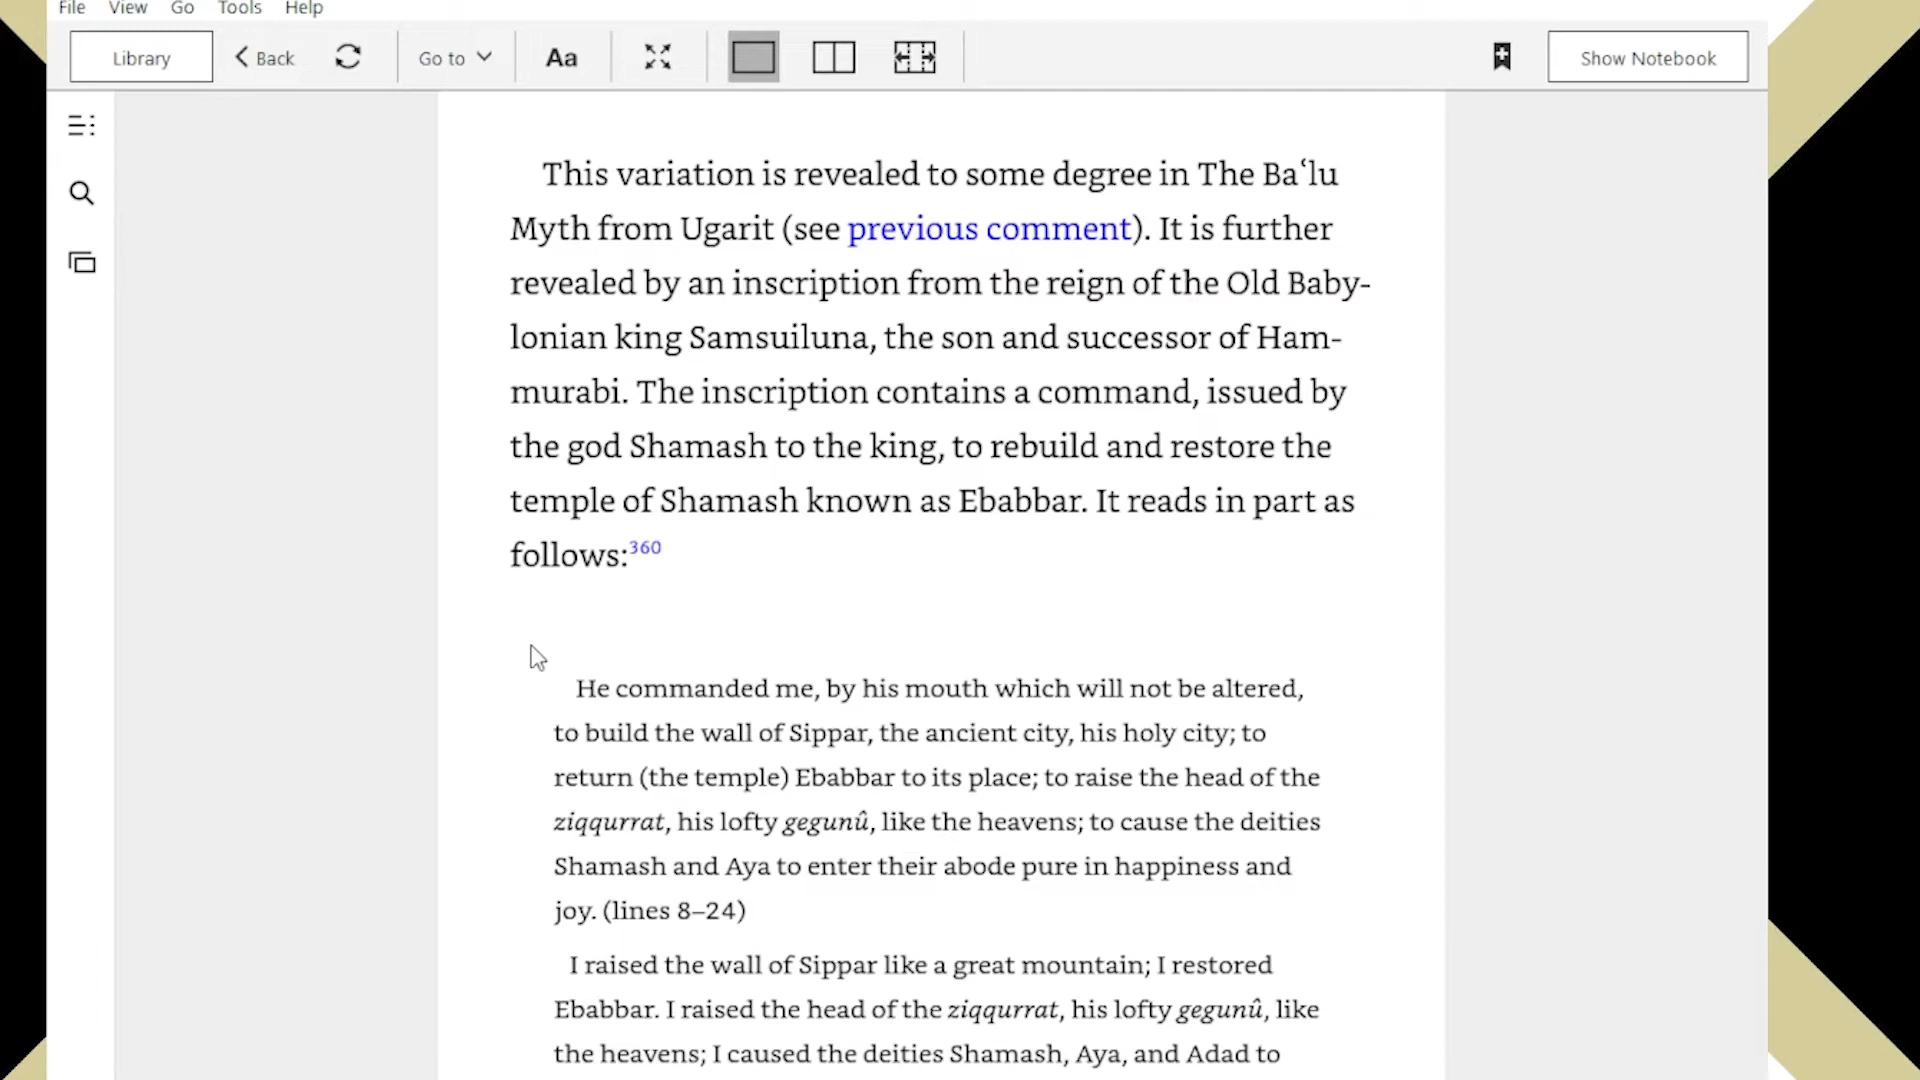 File View Go Tools Help
Library Back Go to Aa Show Notebook
This variation is revealed to some degree in The Baʿlu
Myth from Ugarit (see previous comment). It is further
revealed by an inscription from the reign of the Old Baby-
lonian king Samsuiluna, the son and successor of Ham-
murabi. The inscription contains a command, issued by
the god Shamash to the king, to rebuild and restore the
temple of Shamash known as Ebabbar. It reads in part as
follows:360
He commanded me, by his mouth which will not be altered,
to build the wall of Sippar, the ancient city, his holy city; to
return (the temple) Ebabbar to its place; to raise the head of the
ziqqurrat, his lofty gegunû, like the heavens; to cause the deities
Shamash and Aya to enter their abode pure in happiness and
joy. (lines 8–24)
I raised the wall of Sippar like a great mountain; I restored
Ebabbar. I raised the head of the ziqqurrat, his lofty gegunû, like
the heavens; I caused the deities Shamash, Aya, and Adad to